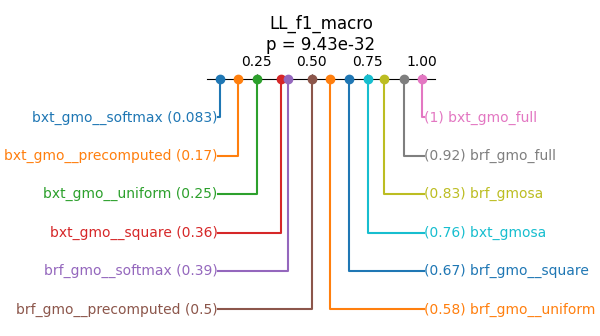 LL_f1_macro
p = 9.43e-32
0.25 0.50 0.75 1.00
bxt_gmo__softmax (0.083) (1) bxt_gmo_full
bxt_gmo__precomputed (0.17) (0.92) brf_gmo_full
bxt_gmo__uniform (0.25) (0.83) brf_gmosa
bxt_gmo__square (0.36) (0.76) bxt_gmosa
brf_gmo__softmax (0.39) (0.67) brf_gmo__square
brf_gmo__precomputed (0.5) (0.58) brf_gmo__uniform